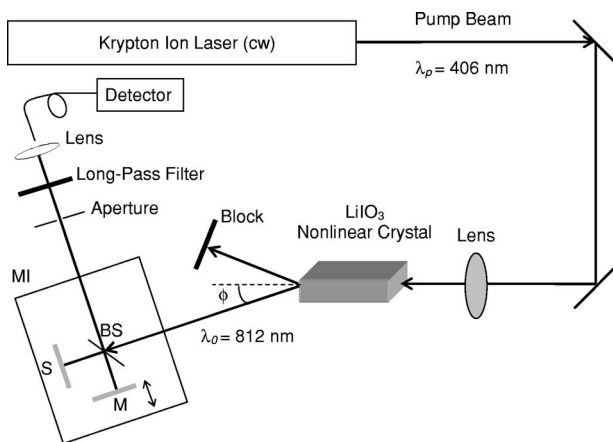 Krypton Ion Laser (cw)
Pump Beam
λp = 406 nm
Detector
Lens
Long-Pass Filter
Aperture
Block
LiIO3
Nonlinear Crystal
Lens
MI
ϕ
BS
λ0 = 812 nm
S
M